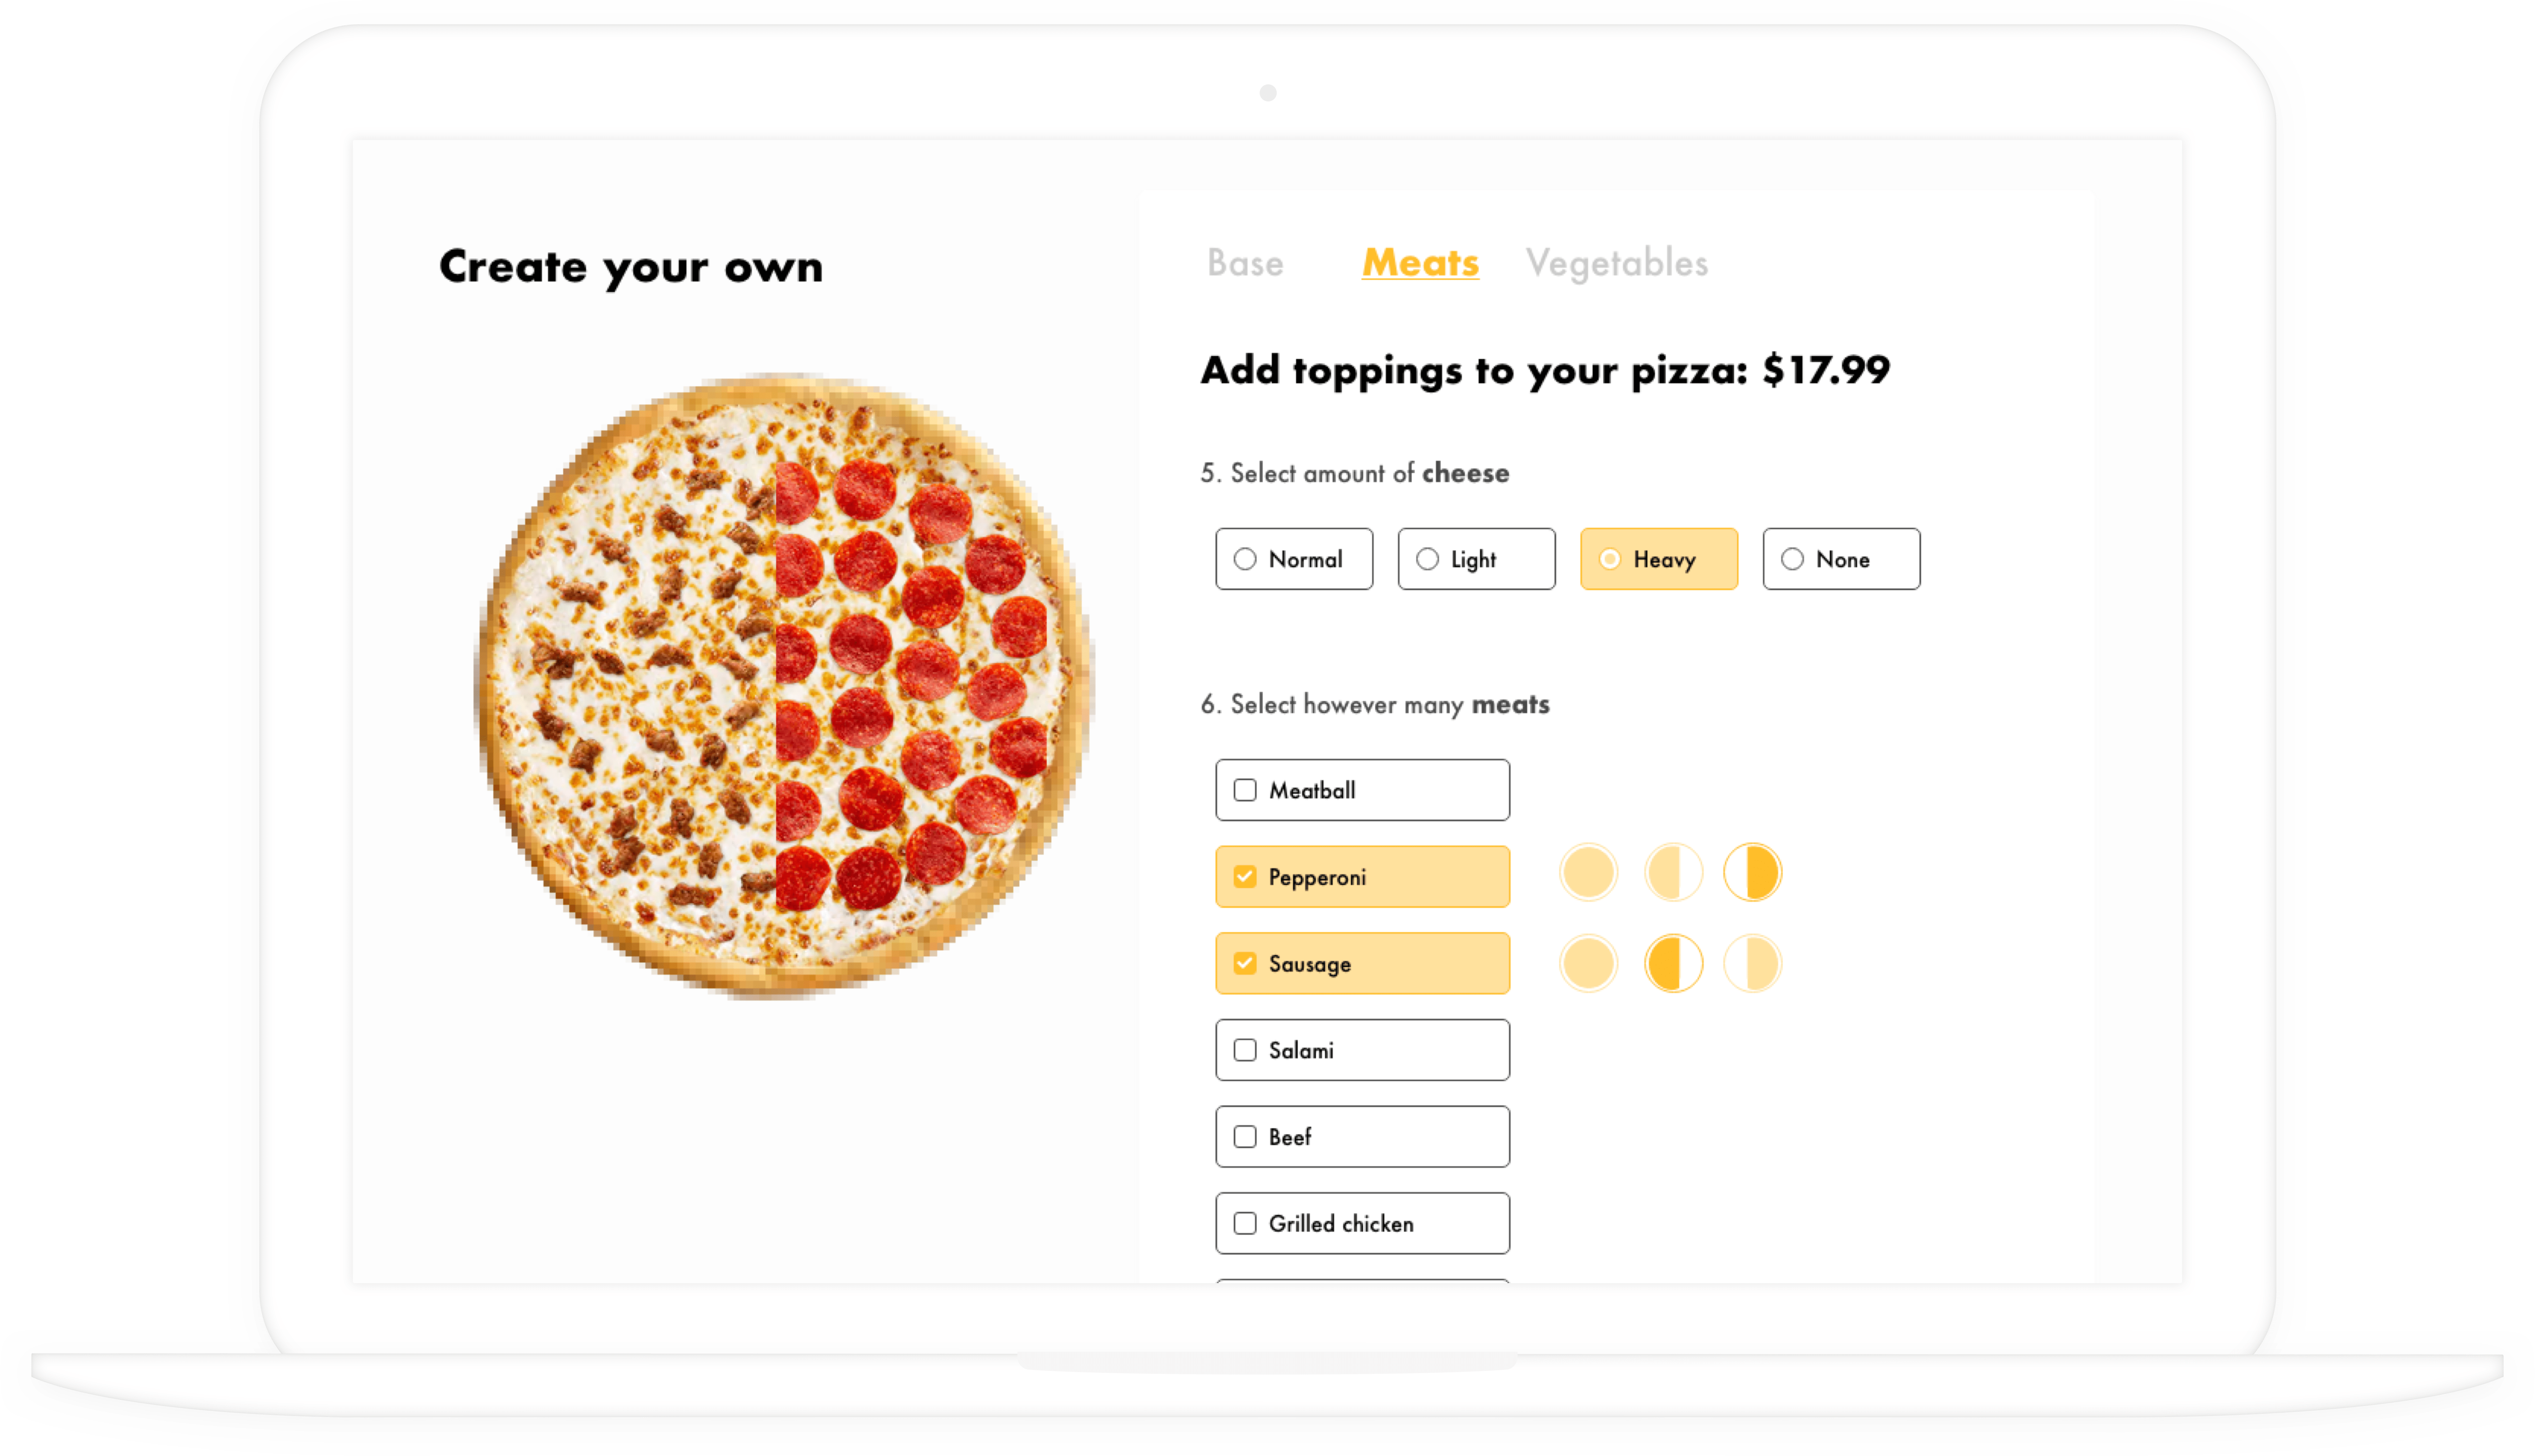 Create your own
Base Meats Vegetables
Add toppings to your pizza: $17.99
5. Select amount of cheese
Normal Light Heavy None
6. Select however many meats
Meatball
Pepperoni
Sausage
Salami
Beef
Grilled chicken